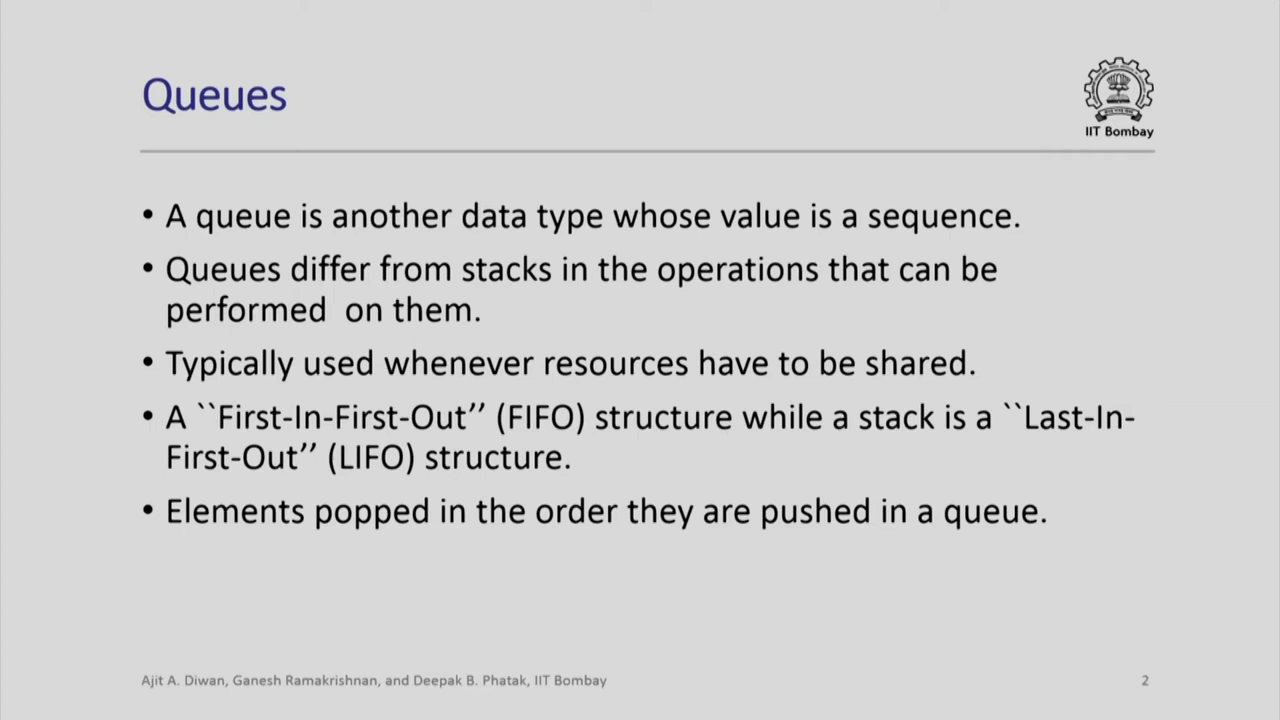 Queues
IIT Bombay
• A queue is another data type whose value is a sequence.
• Queues differ from stacks in the operations that can be
performed  on them.
• Typically used whenever resources have to be shared.
• A ``First-In-First-Out’’ (FIFO) structure while a stack is a ``Last-In-
First-Out’’ (LIFO) structure.
• Elements popped in the order they are pushed in a queue.
Ajit A. Diwan, Ganesh Ramakrishnan, and Deepak B. Phatak, IIT Bombay
2